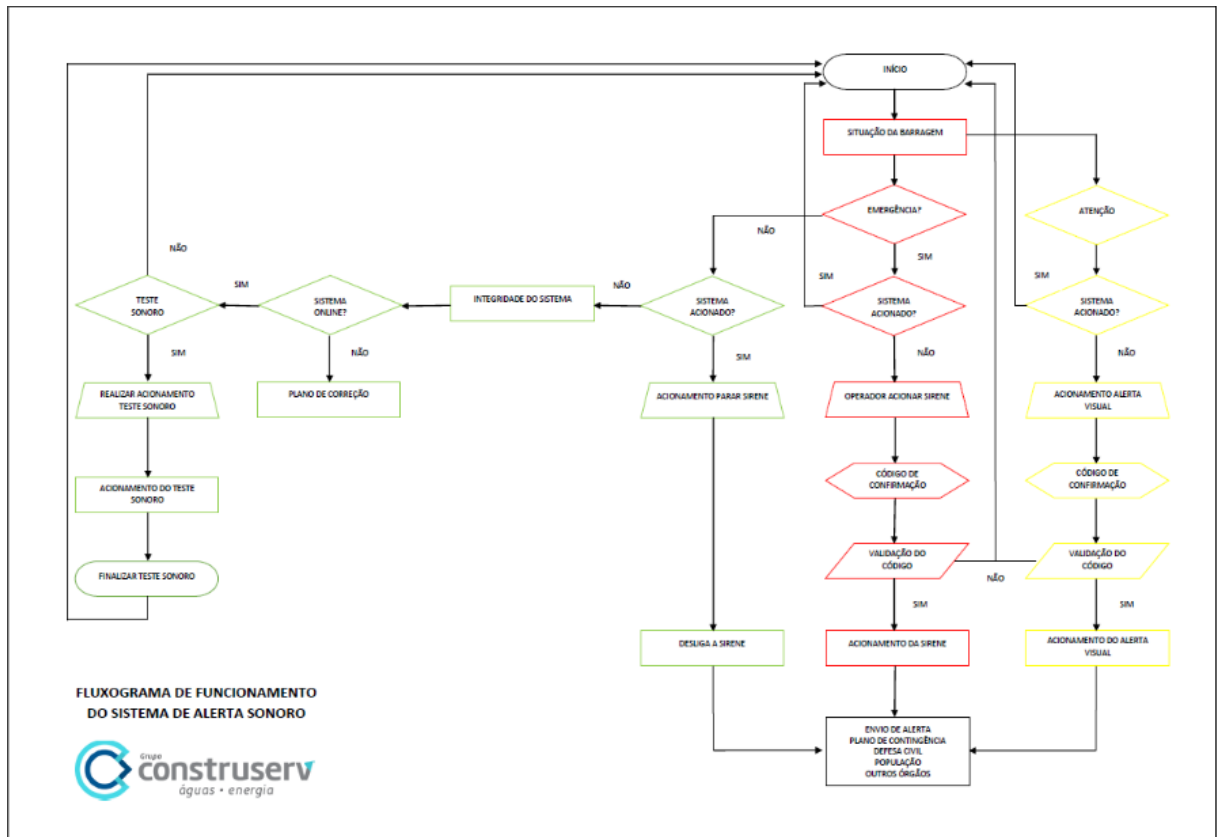 INÍCIO
SITUAÇÃO DA BARRAGEM
EMERGÊNCIA?
ATENÇÃO
NÃO
NÃO
SIM
SIM
SIM
SIM
NÃO
TESTE
SONORO
SISTEMA
ONLINE?
INTEGRIDADE DO SISTEMA
SISTEMA
ACIONADO?
SISTEMA
ACIONADO?
SISTEMA
ACIONADO?
SIM
NÃO
SIM
NÃO
NÃO
REALIZAR ACIONAMENTO
TESTE SONORO
PLANO DE CORREÇÃO
ACIONAMENTO PARAR SIRENE
OPERADOR ACIONAR SIRENE
ACIONAMENTO ALERTA
VISUAL
ACIONAMENTO DO TESTE
SONORO
CÓDIGO DE
CONFIRMAÇÃO
CÓDIGO DE
CONFIRMAÇÃO
FINALIZAR TESTE SONORO
VALIDAÇÃO DO
CÓDIGO
NÃO
VALIDAÇÃO DO
CÓDIGO
SIM
SIM
DESLIGA A SIRENE
ACIONAMENTO DA SIRENE
ACIONAMENTO DO ALERTA
VISUAL
FLUXOGRAMA DE FUNCIONAMENTO
DO SISTEMA DE ALERTA SONORO
ENVIO DE ALERTA
PLANO DE CONTINGÊNCIA
DEFESA CIVIL
POPULAÇÃO
OUTROS ÓRGÃOS
Grupo
construserv
águas • energia